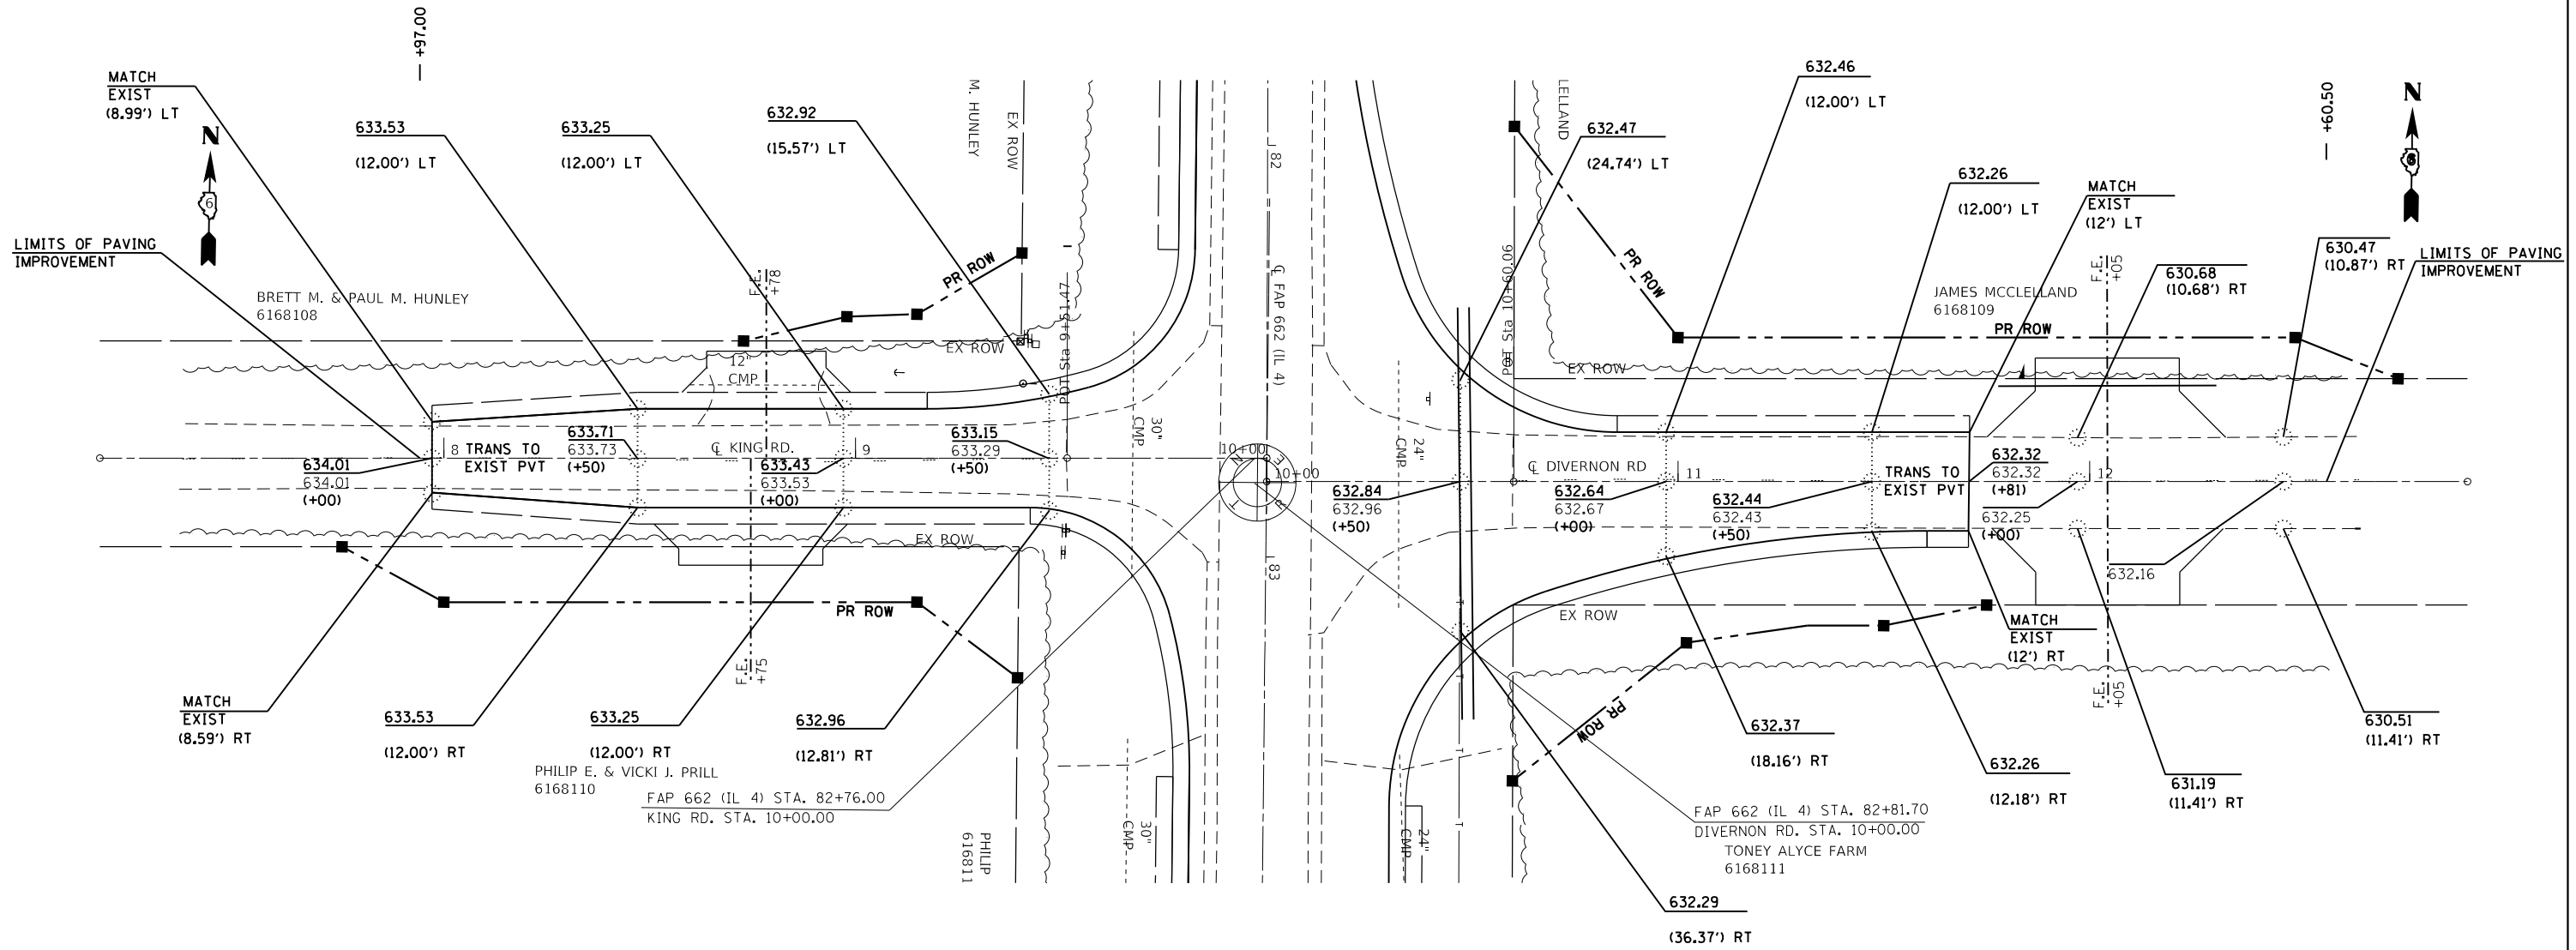 +97.00
MATCH
EXIST
(8.99') LT
N
6
LIMITS OF PAVING
IMPROVEMENT
BRETT M. & PAUL M. HUNLEY
6168108
633.53
(12.00') LT
633.25
(12.00') LT
632.92
(15.57') LT
M. HUNLEY
EX ROW
F.E.
+78
PR ROW
EX ROW
12"
CMP
POT Sta 9+51.47
82
℄ FAP 662 (IL 4)
LELLAND
632.46
(12.00') LT
632.47
(24.74') LT
632.26
(12.00') LT
MATCH
EXIST
(12') LT
+60.50
N
630.47
(10.87') RT
630.68
(10.68') RT
LIMITS OF PAVING
IMPROVEMENT
JAMES MCCLELLAND
6168109
F.E.
+05
PR ROW
PR ROW
POT Sta 10+60.06
EX ROW
8
TRANS TO
EXIST PVT
634.01
634.01
(+00)
633.71
633.73
(+50)
℄ KING RD.
633.43
633.53
(+00)
9
633.15
633.29
(+50)
30"
CMP
10+00
10+00
24"
CMP
632.84
632.96
(+50)
℄ DIVERNON RD
632.64
632.67
(+00)
11
632.44
632.43
(+50)
TRANS TO
EXIST PVT
632.32
632.32
(+81)
12
632.25
(+00)
632.16
EX ROW
PR ROW
F.E.
+75
83
EX ROW
PR ROW
MATCH
EXIST
(12') RT
F.E.
+05
MATCH
EXIST
(8.59') RT
633.53
(12.00') RT
633.25
(12.00') RT
632.96
(12.81') RT
632.37
(18.16') RT
632.26
(12.18') RT
631.19
(11.41') RT
630.51
(11.41') RT
PHILIP E. & VICKI J. PRILL
6168110
FAP 662 (IL 4) STA. 82+76.00
KING RD. STA. 10+00.00
PHILIP
616811
30"
CMP
24"
CMP
FAP 662 (IL 4) STA. 82+81.70
DIVERNON RD. STA. 10+00.00
TONEY ALYCE FARM
6168111
632.29
(36.37') RT